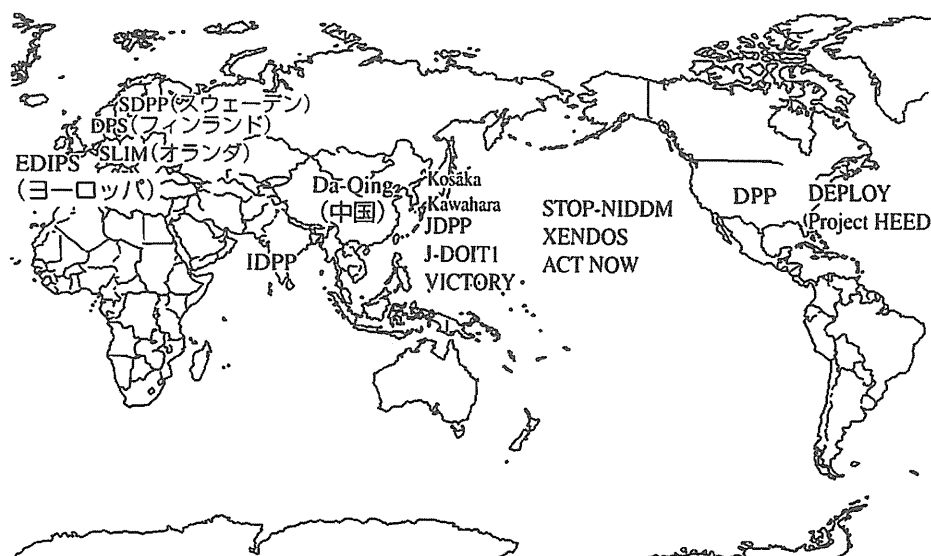 SDPP(スウェーデン)
DPS(フィンランド)
SLIM(オランダ)
EDIPS
(ヨーロッパ)
Da-Qing
(中国)
IDPP
Kosaka
Kawahara
JDPP
J-DOIT1
VICTORY
STOP-NIDDM
XENDOS
ACT NOW
DPP
DEPLOY
Project HEED